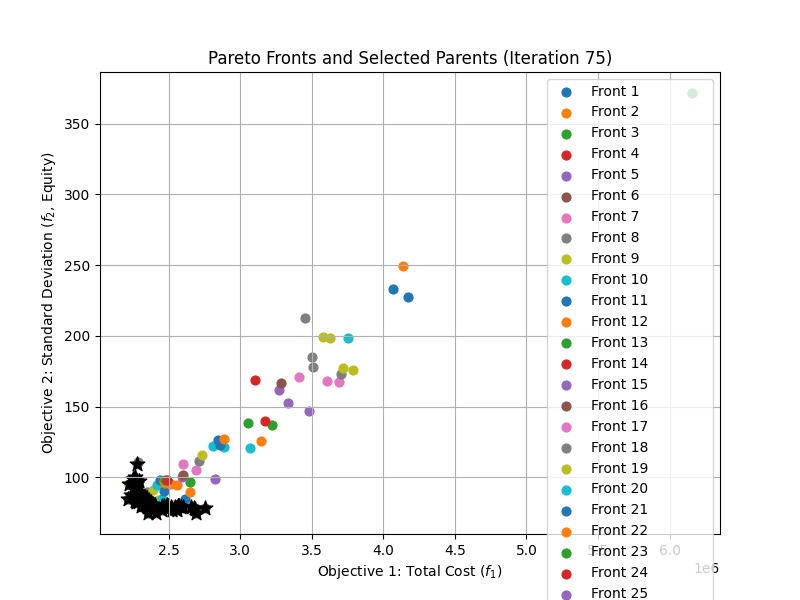 Pareto Fronts and Selected Parents (Iteration 75)
Objective 2: Standard Deviation (f2, Equity)
350
300
250
200
150
100
2.5 3.0 3.5 4.0 4.5 5.0 5.5 6.0
1e6
Objective 1: Total Cost (f1)
Front 1
Front 2
Front 3
Front 4
Front 5
Front 6
Front 7
Front 8
Front 9
Front 10
Front 11
Front 12
Front 13
Front 14
Front 15
Front 16
Front 17
Front 18
Front 19
Front 20
Front 21
Front 22
Front 23
Front 24
Front 25